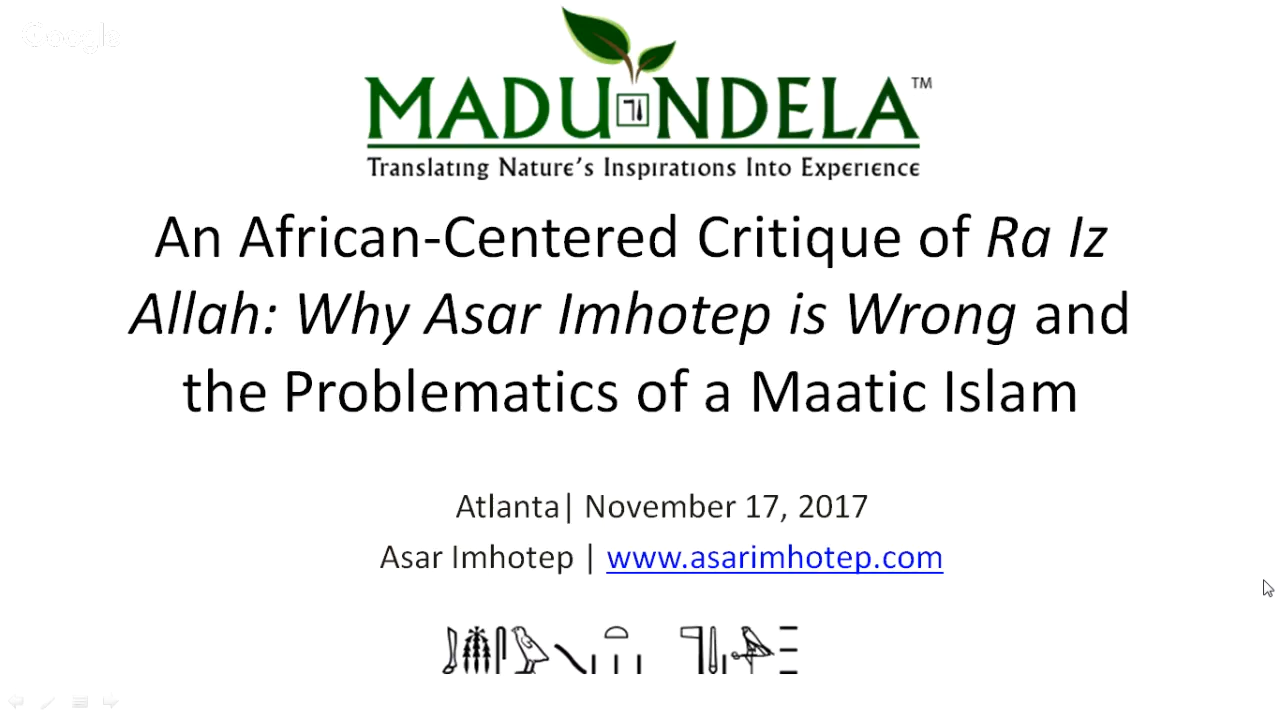 Google
MADU NDELA™
Translating Nature's Inspirations Into Experience
An African-Centered Critique of Ra Iz
Allah: Why Asar Imhotep is Wrong and
the Problematics of a Maatic Islam
Atlanta| November 17, 2017
Asar Imhotep | www.asarimhotep.com